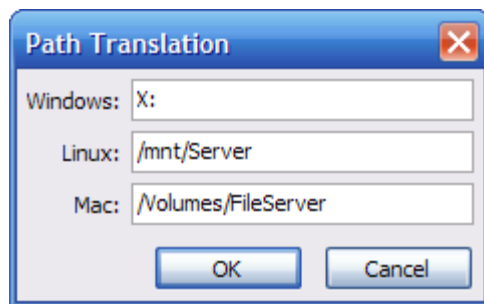 Path Translation
Windows: X:
Linux: /mnt/Server
Mac: /Volumes/FileServer
OK Cancel